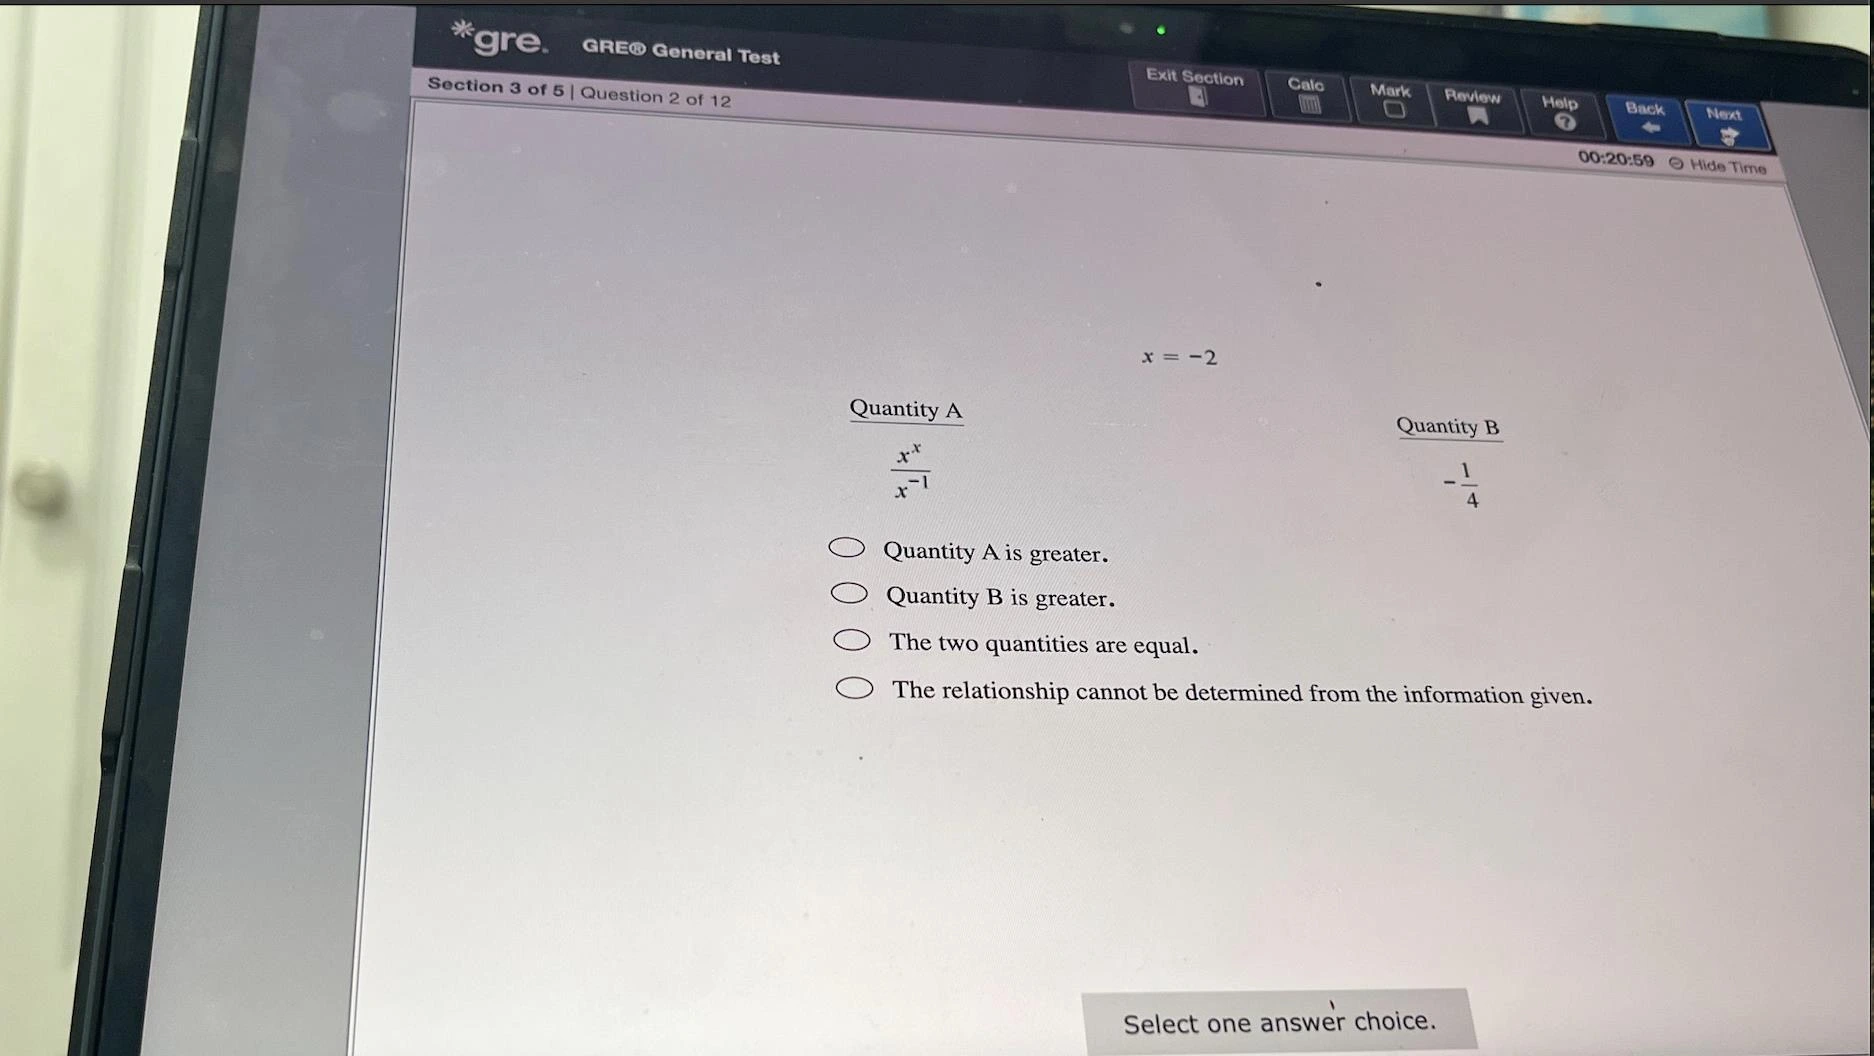 *gre. GRE® General Test
Exit Section Calc Mark Review Help Back Next
Section 3 of 5 | Question 2 of 12
00:20:59 Hide Time
x = −2
Quantity A Quantity B
x^x / x^−1
−1/4
Quantity A is greater.
Quantity B is greater.
The two quantities are equal.
The relationship cannot be determined from the information given.
Select one answer choice.